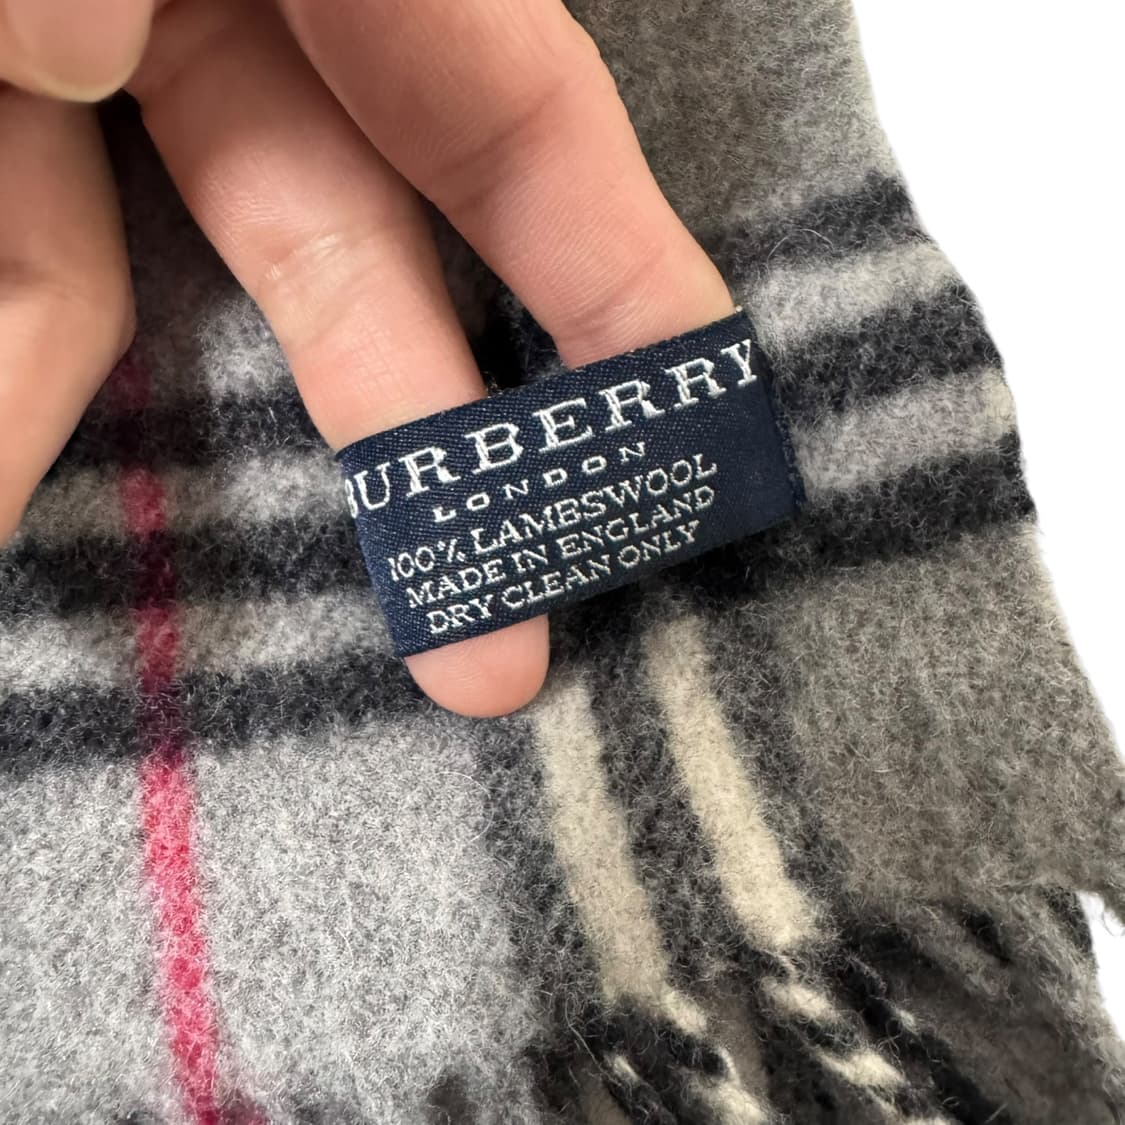 BURBERRY
LONDON
100% LAMBSWOOL
MADE IN ENGLAND
DRY CLEAN ONLY